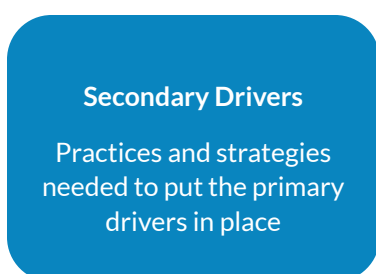 Secondary Drivers
Practices and strategies
needed to put the primary
drivers in place